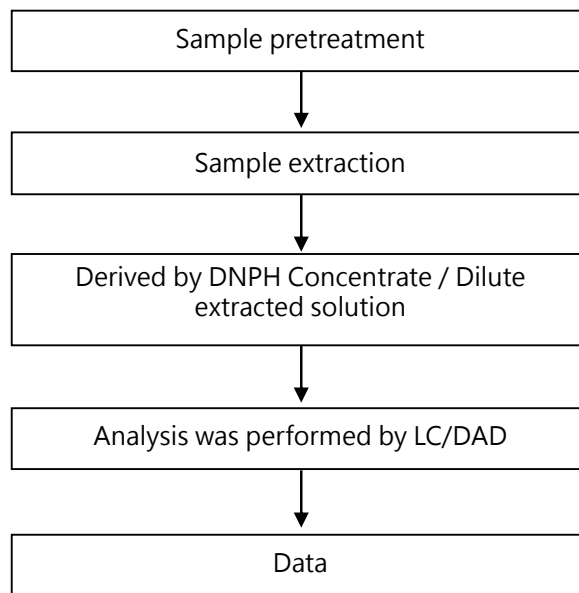 Sample pretreatment
Sample extraction
Derived by DNPH Concentrate / Dilute
extracted solution
Analysis was performed by LC/DAD
Data